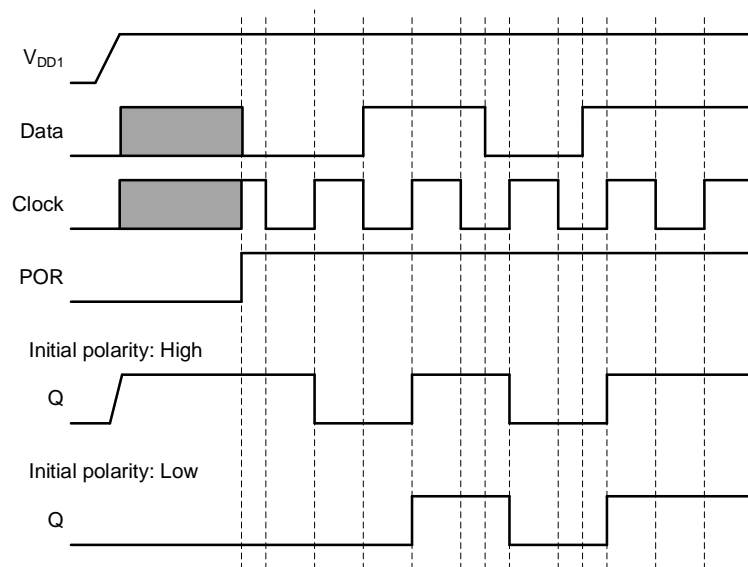 VDD1
Data
Clock
POR
Initial polarity: High
Q
Initial polarity: Low
Q